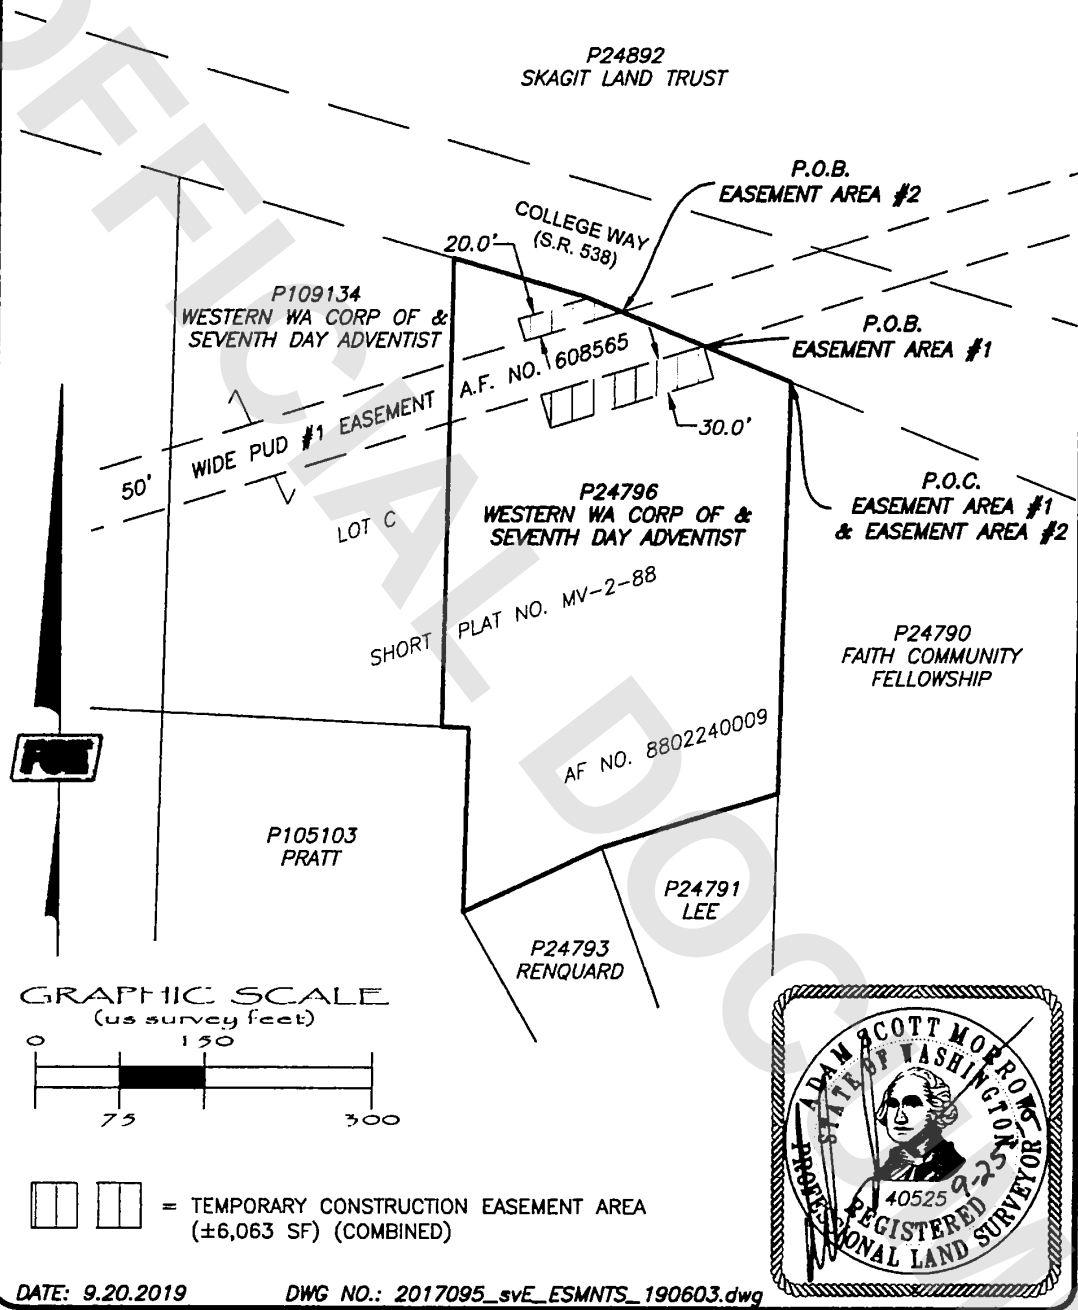 P24892
SKAGIT LAND TRUST
P.O.B.
EASEMENT AREA #2
COLLEGE WAY
(S.R. 538)
20.0'
P109134
WESTERN WA CORP OF &
SEVENTH DAY ADVENTIST
P.O.B.
EASEMENT AREA #1
50' WIDE PUD #1 EASEMENT A.F. NO. 608565
30.0'
P.O.C.
EASEMENT AREA #1
& EASEMENT AREA #2
P24796
WESTERN WA CORP OF &
SEVENTH DAY ADVENTIST
LOT C
SHORT PLAT NO. MV-2-88
P24790
FAITH COMMUNITY
FELLOWSHIP
AF NO. 8802240009
P105103
PRATT
P24791
LEE
P24793
RENQUARD
GRAPHIC SCALE
(us survey feet)
0 150
75 300
= TEMPORARY CONSTRUCTION EASEMENT AREA
(±6,063 SF) (COMBINED)
ADAM SCOTT MORROW
STATE OF WASHINGTON
40525
REGISTERED
PROFESSIONAL LAND SURVEYOR
DATE: 9.20.2019 DWG NO.: 2017095_svE_ESMNTS_190603.dwg